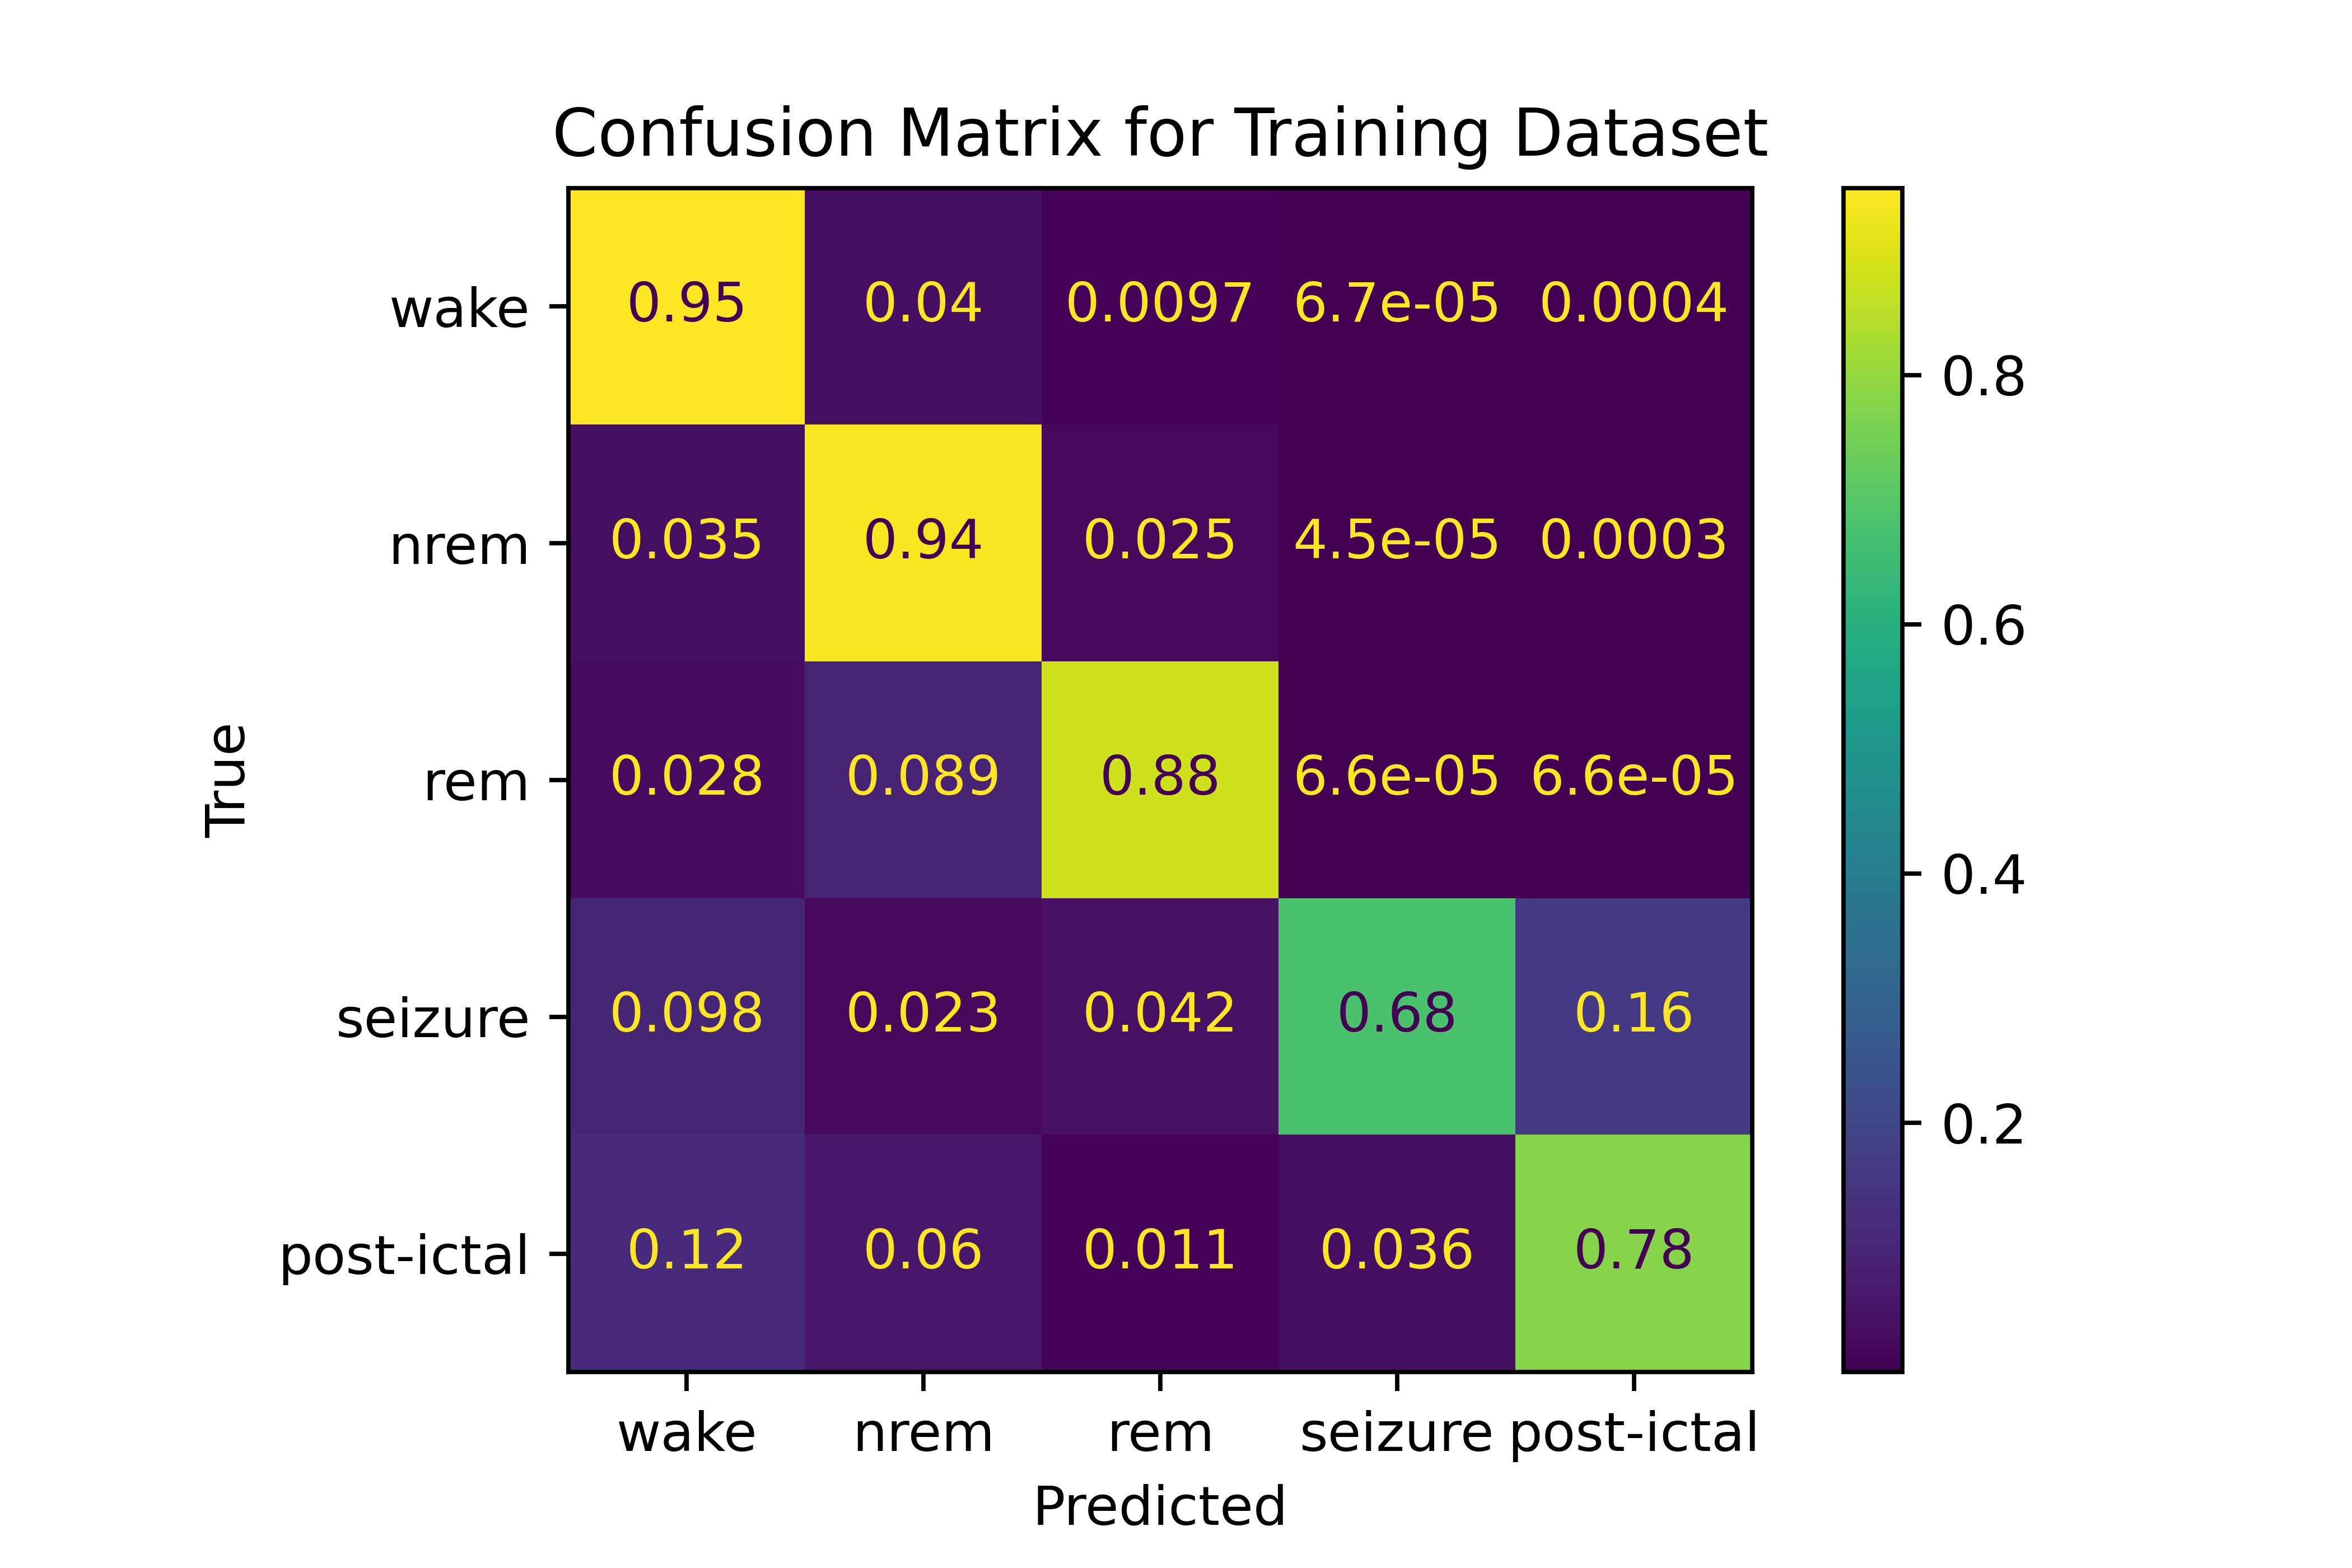 Confusion Matrix for Training Dataset
wake 0.95 0.04 0.0097 6.7e-05 0.0004
nrem 0.035 0.94 0.025 4.5e-05 0.0003
rem 0.028 0.089 0.88 6.6e-05 6.6e-05
seizure 0.098 0.023 0.042 0.68 0.16
post-ictal 0.12 0.06 0.011 0.036 0.78
wake nrem rem seizure post-ictal
Predicted
True
0.8
0.6
0.4
0.2